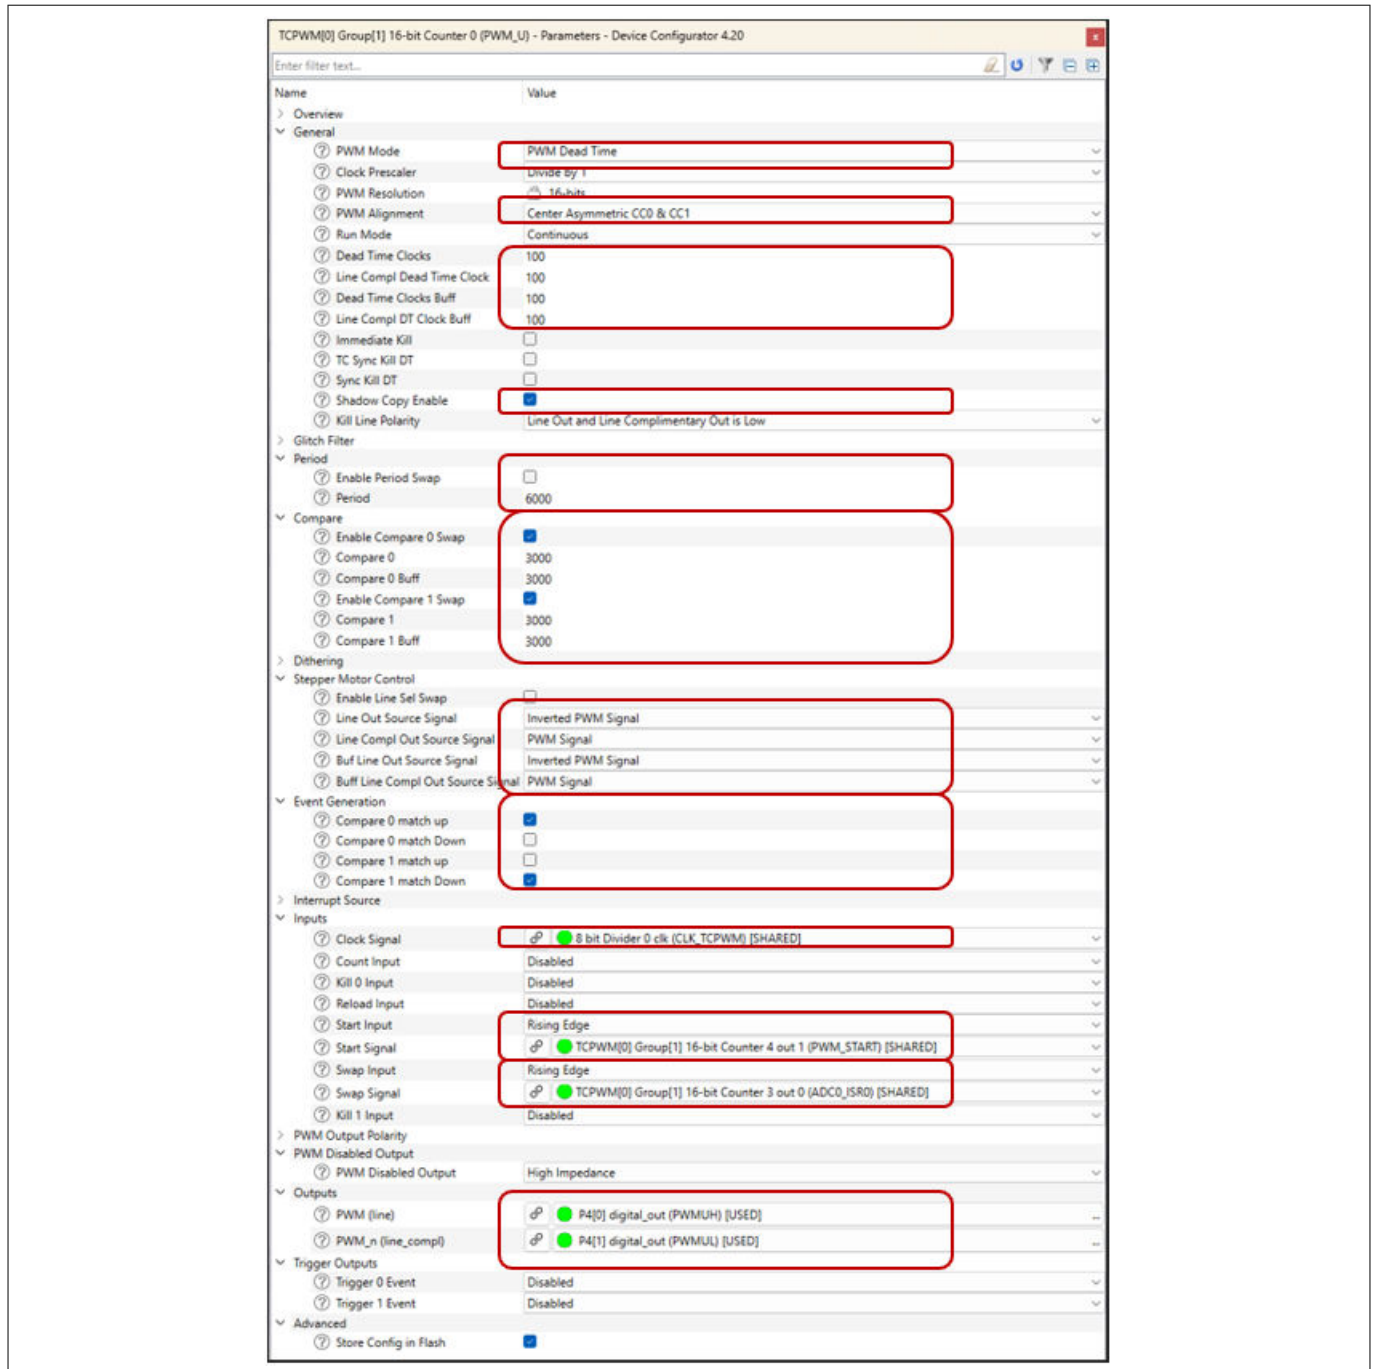 TCPWM[0] Group[1] 16-bit Counter 0 (PWM_U) - Parameters - Device Configurator 4.20
Enter filter text...
Name Value
Overview
General
PWM Mode PWM Dead Time
Clock Prescaler Divide by 1
PWM Resolution 16-bits
PWM Alignment Center Asymmetric CC0 & CC1
Run Mode Continuous
Dead Time Clocks 100
Line Compl Dead Time Clock 100
Dead Time Clocks Buff 100
Line Compl DT Clock Buff 100
Immediate Kill
TC Sync Kill DT
Sync Kill DT
Shadow Copy Enable
Kill Line Polarity Line Out and Line Complimentary Out is Low
Glitch Filter
Period
Enable Period Swap
Period 6000
Compare
Enable Compare 0 Swap
Compare 0 3000
Compare 0 Buff 3000
Enable Compare 1 Swap
Compare 1 3000
Compare 1 Buff 3000
Dithering
Stepper Motor Control
Enable Line Sel Swap
Line Out Source Signal Inverted PWM Signal
Line Compl Out Source Signal PWM Signal
Buf Line Out Source Signal Inverted PWM Signal
Buff Line Compl Out Source Signal PWM Signal
Event Generation
Compare 0 match up
Compare 0 match Down
Compare 1 match up
Compare 1 match Down
Interrupt Source
Inputs
Clock Signal 8 bit Divider 0 clk (CLK_TCPWM) [SHARED]
Count Input Disabled
Kill 0 Input Disabled
Reload Input Disabled
Start Input Rising Edge
Start Signal TCPWM[0] Group[1] 16-bit Counter 4 out 1 (PWM_START) [SHARED]
Swap Input Rising Edge
Swap Signal TCPWM[0] Group[1] 16-bit Counter 3 out 0 (ADC0_ISR0) [SHARED]
Kill 1 Input Disabled
PWM Output Polarity
PWM Disabled Output
PWM Disabled Output High Impedance
Outputs
PWM (line) P4[0] digital_out (PWMUH) [USED] ...
PWM_n (line_compl) P4[1] digital_out (PWMUL) [USED] ...
Trigger Outputs
Trigger 0 Event Disabled
Trigger 1 Event Disabled
Advanced
Store Config in Flash